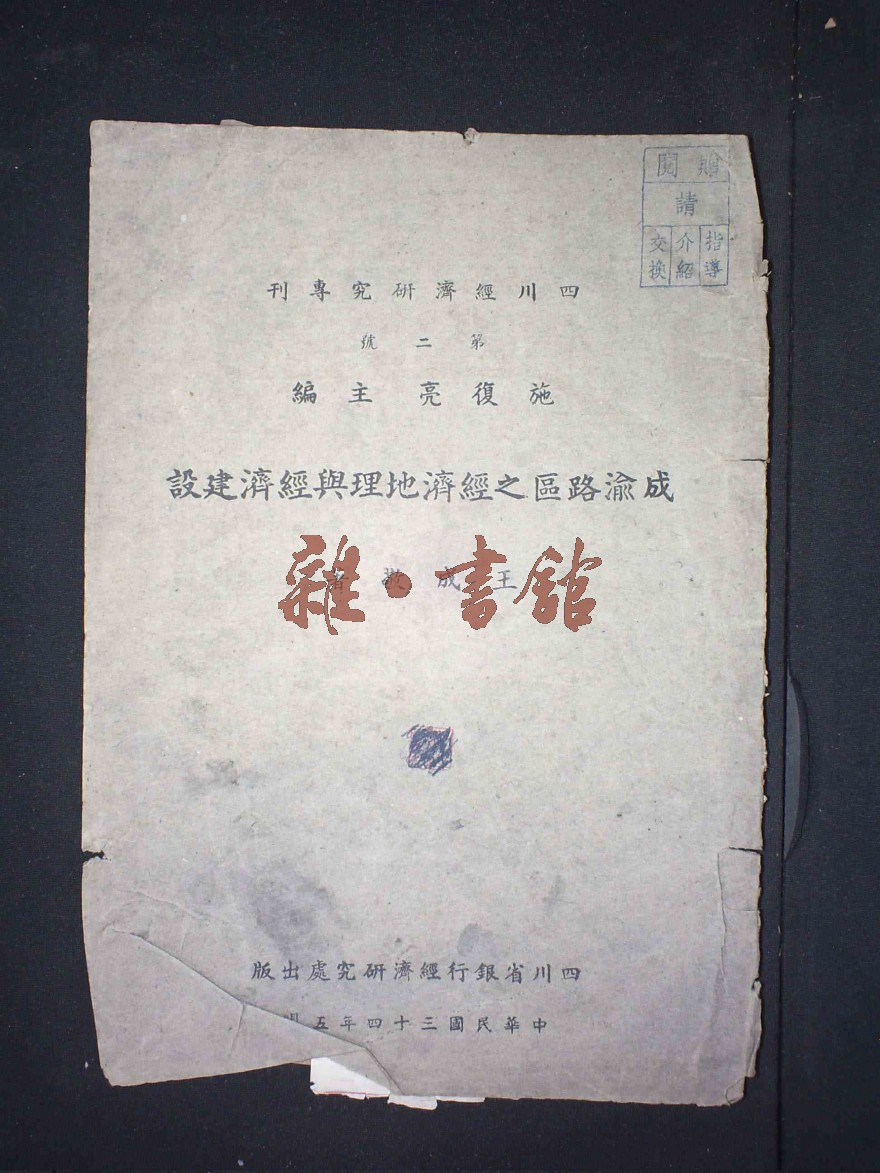 贈閱
請
指導
介紹
交換
四川經濟研究專刊
第二號
施復亮主編
成渝路區之經濟地理與經濟建設
王成敬著
雜·書館
四川省銀行經濟研究處出版
中華民國三十四年五月